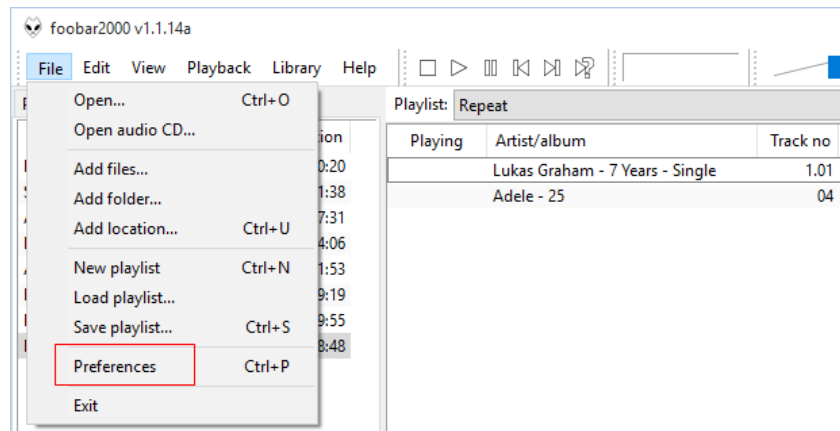 foobar2000 v1.1.14a
File Edit View Playback Library Help
Open... Ctrl+O
Open audio CD...
Add files...
Add folder...
Add location... Ctrl+U
New playlist Ctrl+N
Load playlist...
Save playlist... Ctrl+S
Preferences Ctrl+P
Exit
ion
0:20
1:38
7:31
4:06
1:53
9:19
9:55
8:48
Playlist: Repeat
Playing Artist/album Track no
Lukas Graham - 7 Years - Single 1.01
Adele - 25 04